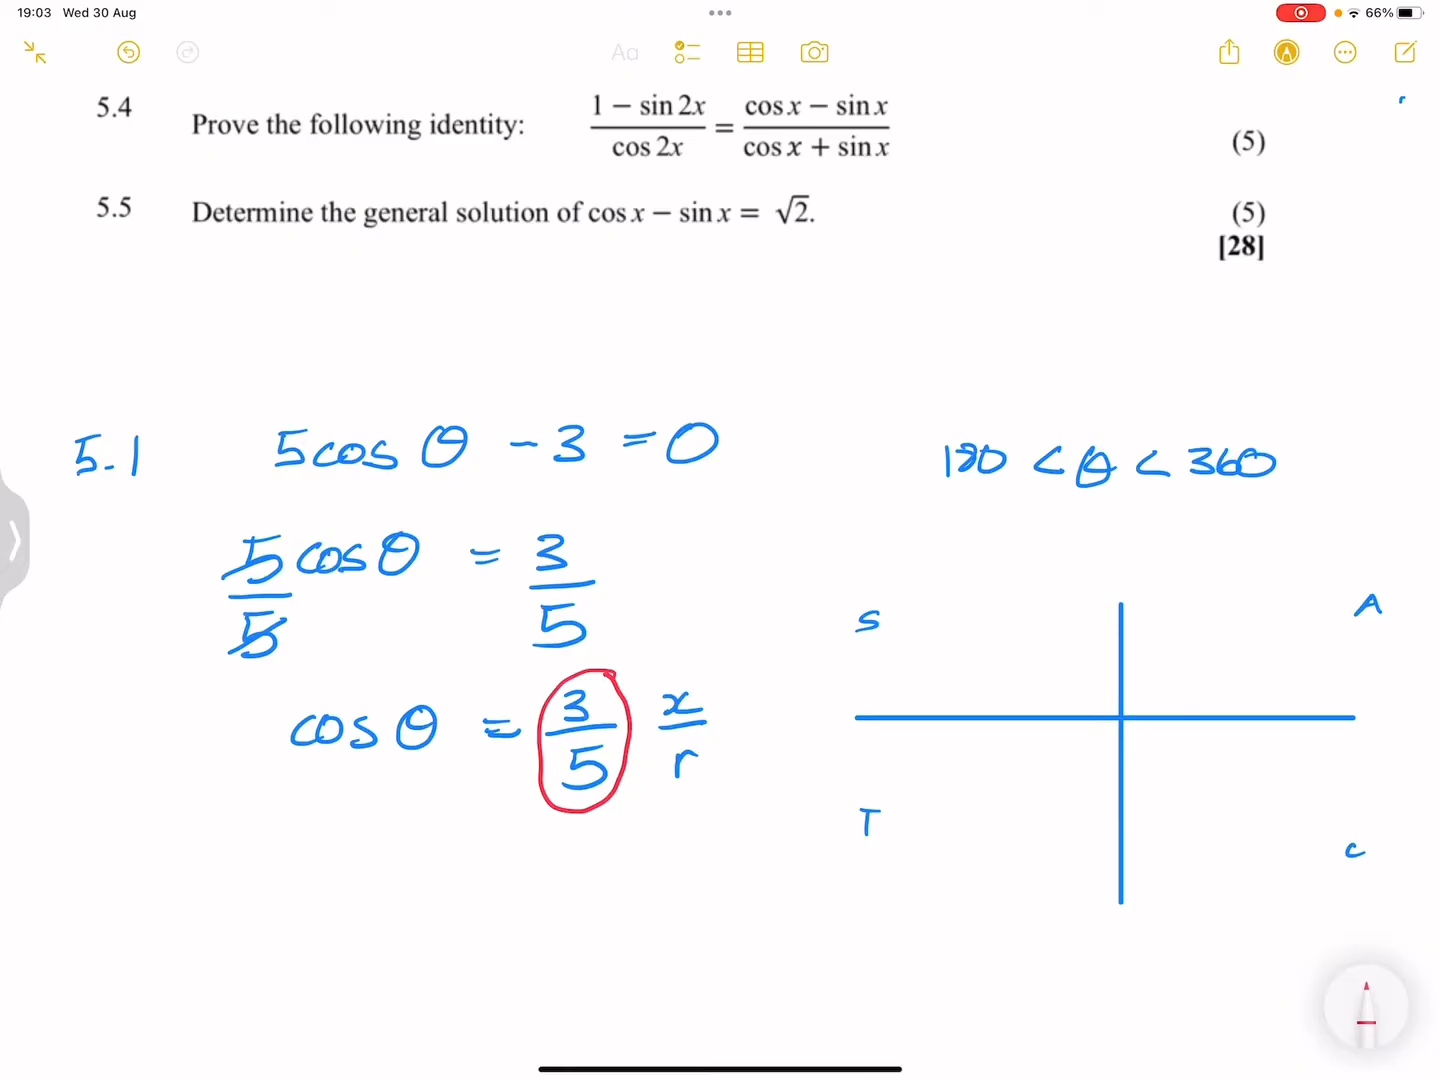 19:03 Wed 30 Aug
66%
Aa
5.4 Prove the following identity: (1 − sin 2x)/(cos 2x) = (cos x − sin x)/(cos x + sin x) (5)
5.5 Determine the general solution of cos x − sin x = √2. (5)
[28]
5.1 5cos θ − 3 = 0 180 < θ < 360
5cos θ/5 = 3/5
S A
cos θ = 3/5 x/r
T C